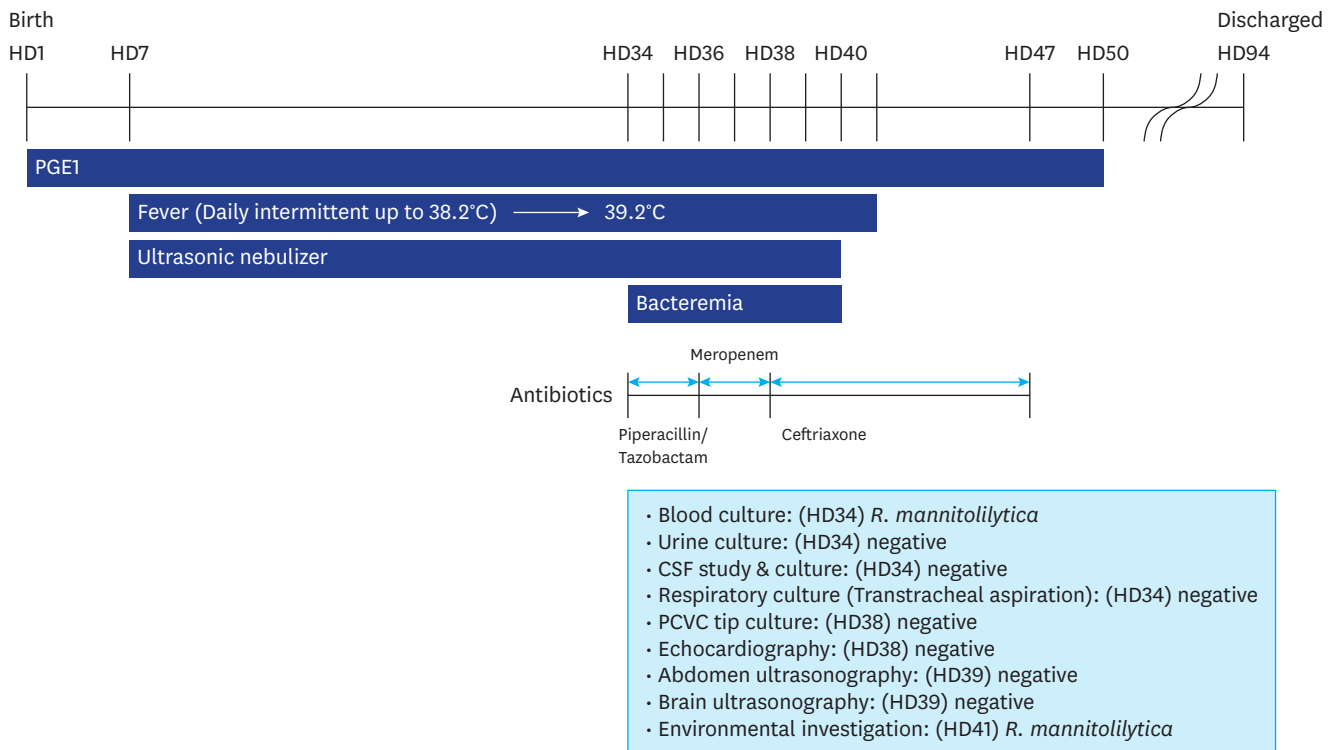 Birth
Discharged
HD1
HD7
HD34
HD36
HD38
HD40
HD47
HD50
HD94
PGE1
Fever (Daily intermittent up to 38.2°C) → 39.2°C
Ultrasonic nebulizer
Bacteremia
Meropenem
Antibiotics
Piperacillin/
Tazobactam
Ceftriaxone
· Blood culture: (HD34) R. mannitolilytica
· Urine culture: (HD34) negative
· CSF study & culture: (HD34) negative
· Respiratory culture (Transtracheal aspiration): (HD34) negative
· PCVC tip culture: (HD38) negative
· Echocardiography: (HD38) negative
· Abdomen ultrasonography: (HD39) negative
· Brain ultrasonography: (HD39) negative
· Environmental investigation: (HD41) R. mannitolilytica